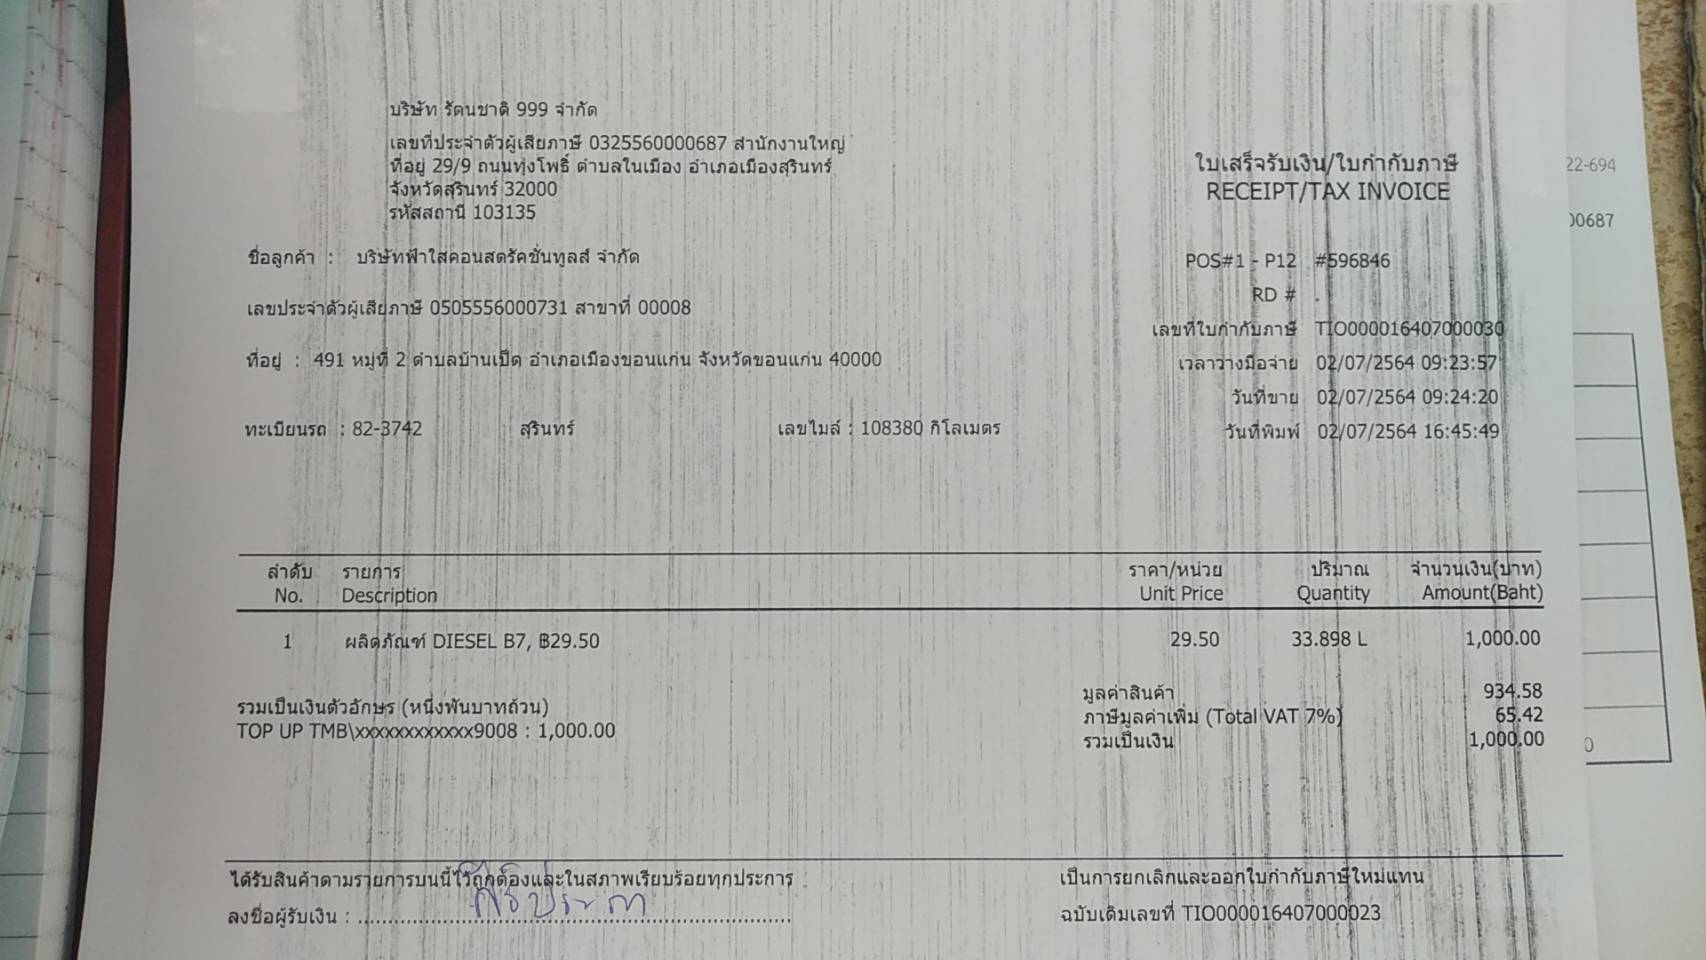 บริษัท รัตนชาติ 999 จำกัด
เลขที่ประจำตัวผู้เสียภาษี 0325560000687 สำนักงานใหญ่
ที่อยู่ 29/9 ถนนทุ่งโพธิ์ ตำบลในเมือง อำเภอเมืองสุรินทร์
จังหวัดสุรินทร์ 32000
รหัสสถานี 103135
ใบเสร็จรับเงิน/ใบกำกับภาษี
RECEIPT/TAX INVOICE
22-694
00687
ชื่อลูกค้า : บริษัทฟ้าใสคอนสตรัคชั่นทูลส์ จำกัด
POS#1 - P12 #596846
RD # .
เลขประจำตัวผู้เสียภาษี 0505556000731 สาขาที่ 00008
เลขที่ใบกำกับภาษี TIO000016407000030
ที่อยู่ : 491 หมู่ที่ 2 ตำบลบ้านเป็ด อำเภอเมืองขอนแก่น จังหวัดขอนแก่น 40000
เวลาวางมือจ่าย 02/07/2564 09:23:57
วันที่ขาย 02/07/2564 09:24:20
ทะเบียนรถ : 82-3742 สุรินทร์ เลขไมล์ : 108380 กิโลเมตร
วันที่พิมพ์ 02/07/2564 16:45:49
ลำดับ รายการ ราคา/หน่วย ปริมาณ จำนวนเงิน(บาท)
No. Description Unit Price Quantity Amount(Baht)
1 ผลิตภัณฑ์ DIESEL B7, ฿29.50 29.50 33.898 L 1,000.00
มูลค่าสินค้า 934.58
รวมเป็นเงินตัวอักษร (หนึ่งพันบาทถ้วน)
ภาษีมูลค่าเพิ่ม (Total VAT 7%) 65.42
TOP UP TMB\xxxxxxxxxxxx9008 : 1,000.00
รวมเป็นเงิน 1,000.00
0
ได้รับสินค้าตามรายการบนนี้ไว้ถูกต้องและในสภาพเรียบร้อยทุกประการ
เป็นการยกเลิกและออกใบกำกับภาษีใหม่แทน
ลงชื่อผู้รับเงิน :
ฉบับเดิมเลขที่ TIO000016407000023